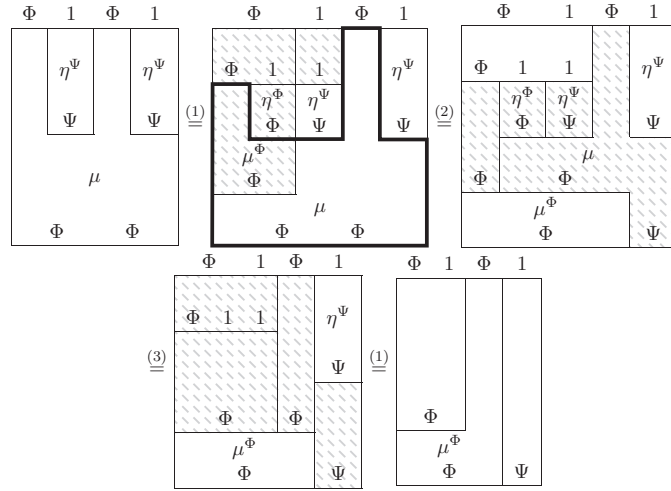 Φ 1 Φ 1 Φ 1 Φ 1 Φ 1 Φ 1
η^Ψ η^Ψ Φ 1 1 η^Ψ Φ 1 1 η^Ψ
Ψ Ψ (1) = η^Φ η^Ψ Φ Ψ Ψ (2) = η^Φ η^Ψ Φ Ψ Ψ
μ μ^Φ Φ μ Φ μ Φ
Φ Φ μ Φ Φ μ^Φ Φ Ψ
Φ 1 Φ 1 Φ 1 Φ 1
Φ 1 1 η^Ψ
(3) = Ψ (1) =
Φ Φ Φ
μ^Φ μ^Φ
Φ Ψ Φ Ψ